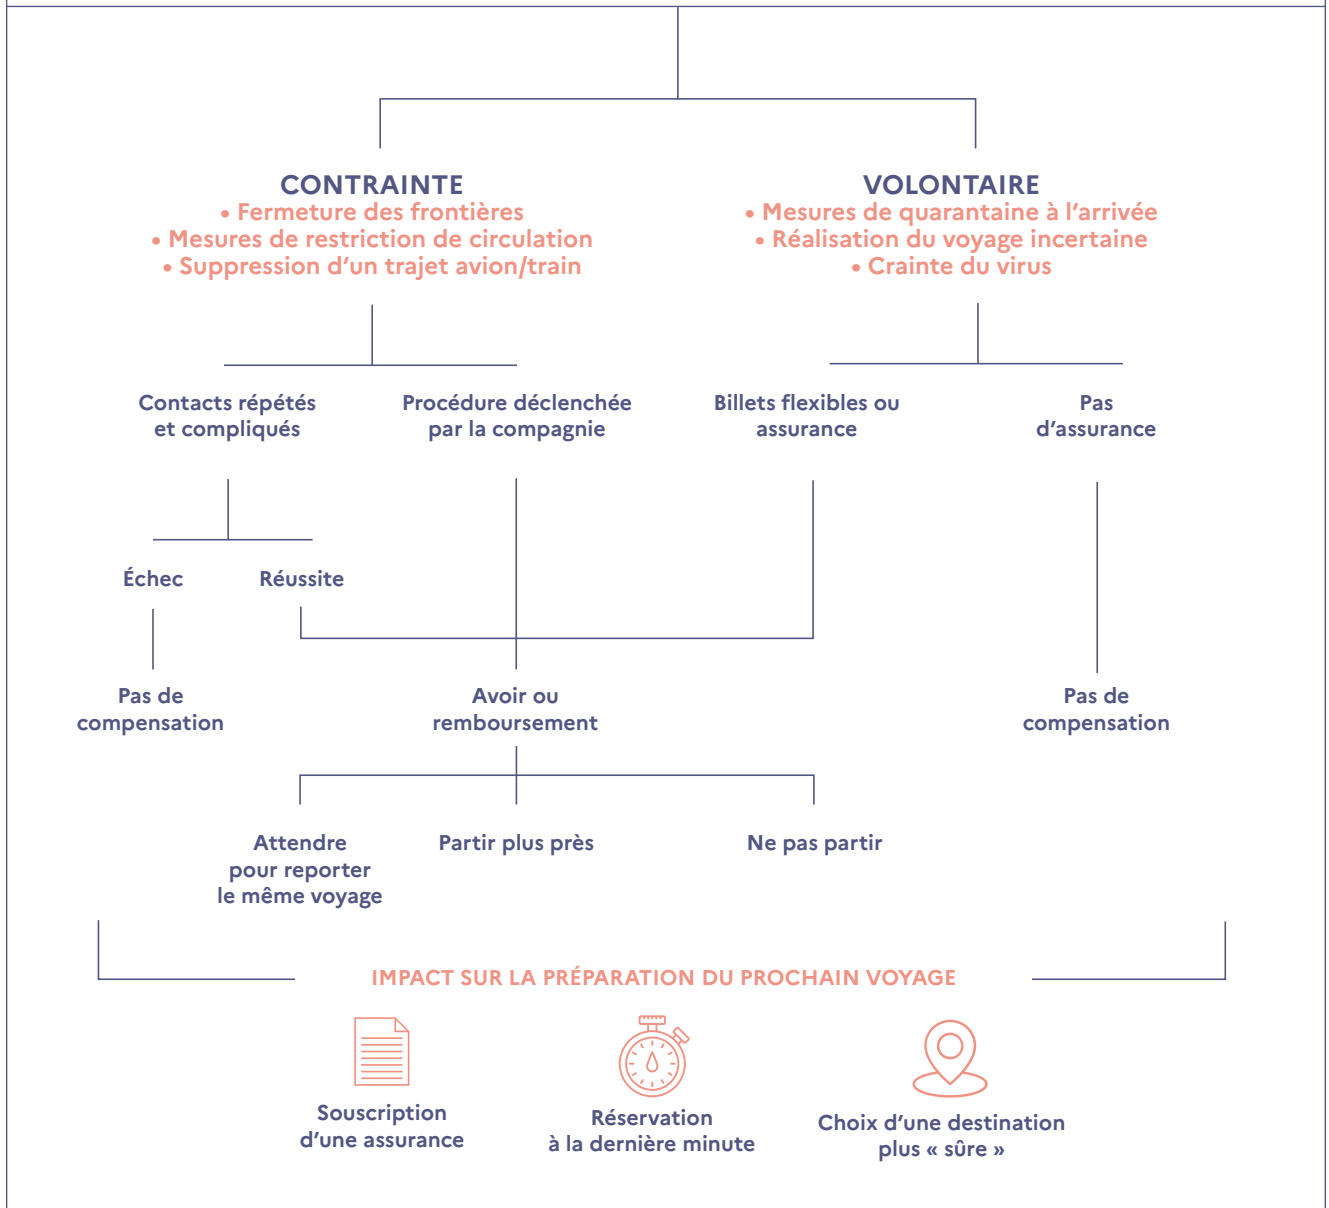 CONTRAINTE
• Fermeture des frontières
• Mesures de restriction de circulation
• Suppression d’un trajet avion/train
VOLONTAIRE
• Mesures de quarantaine à l’arrivée
• Réalisation du voyage incertaine
• Crainte du virus
Contacts répétés
et compliqués
Procédure déclenchée
par la compagnie
Billets flexibles ou
assurance
Pas
d’assurance
Échec
Réussite
Pas de
compensation
Avoir ou
remboursement
Pas de
compensation
Attendre
pour reporter
le même voyage
Partir plus près
Ne pas partir
IMPACT SUR LA PRÉPARATION DU PROCHAIN VOYAGE
Souscription
d’une assurance
Réservation
à la dernière minute
Choix d’une destination
plus « sûre »